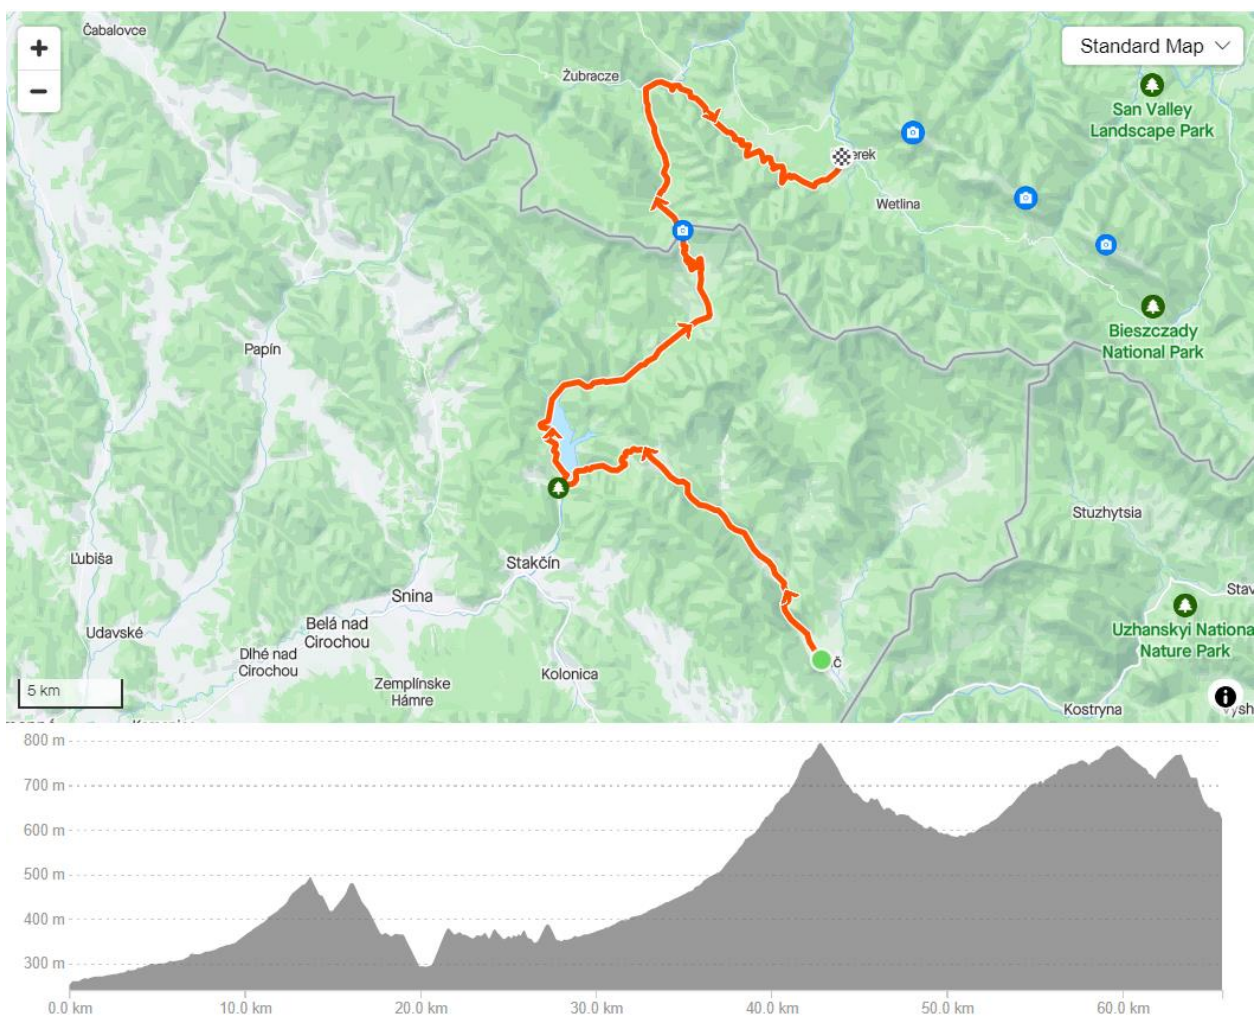 Čabalovce
+
−
Standard Map
Żubracze
San Valley
Landscape Park
erek
Wetlina
Bieszczady
National Park
Papín
Stuzhytsia
Ľubiša
Stakčín
Snina
Belá nad
Cirochou
Udavské
Dlhé nad
Cirochou
Zemplínske
Hámre
Kolonica
č
Stav
Uzhanskyi Nationa
Nature Park
Kostryna
5 km
800 m
700 m
600 m
500 m
400 m
300 m
0.0 km
10.0 km
20.0 km
30.0 km
40.0 km
50.0 km
60.0 km